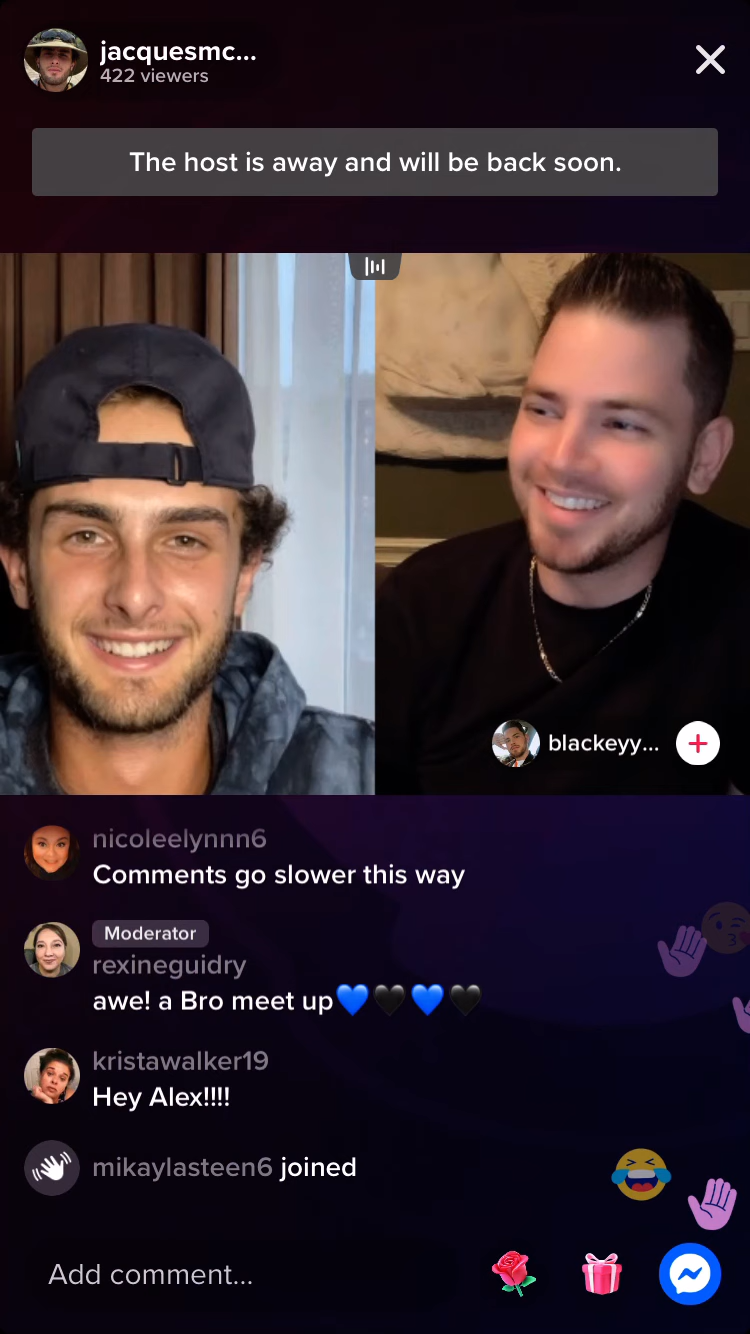 jacquesmc...
422 viewers
The host is away and will be back soon.
blackeyy...
nicoleelynnn6
Comments go slower this way
Moderator
rexineguidry
awe! a Bro meet up💙🖤💙🖤
kristawalker19
Hey Alex!!!!
mikaylasteen6 joined
Add comment...